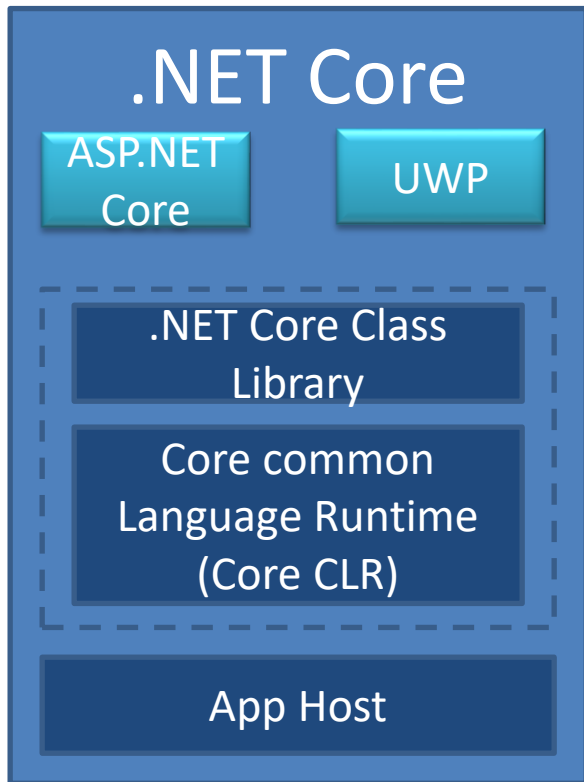 .NET Core
ASP.NET
Core
UWP
.NET Core Class
Library
Core common
Language Runtime
(Core CLR)
App Host